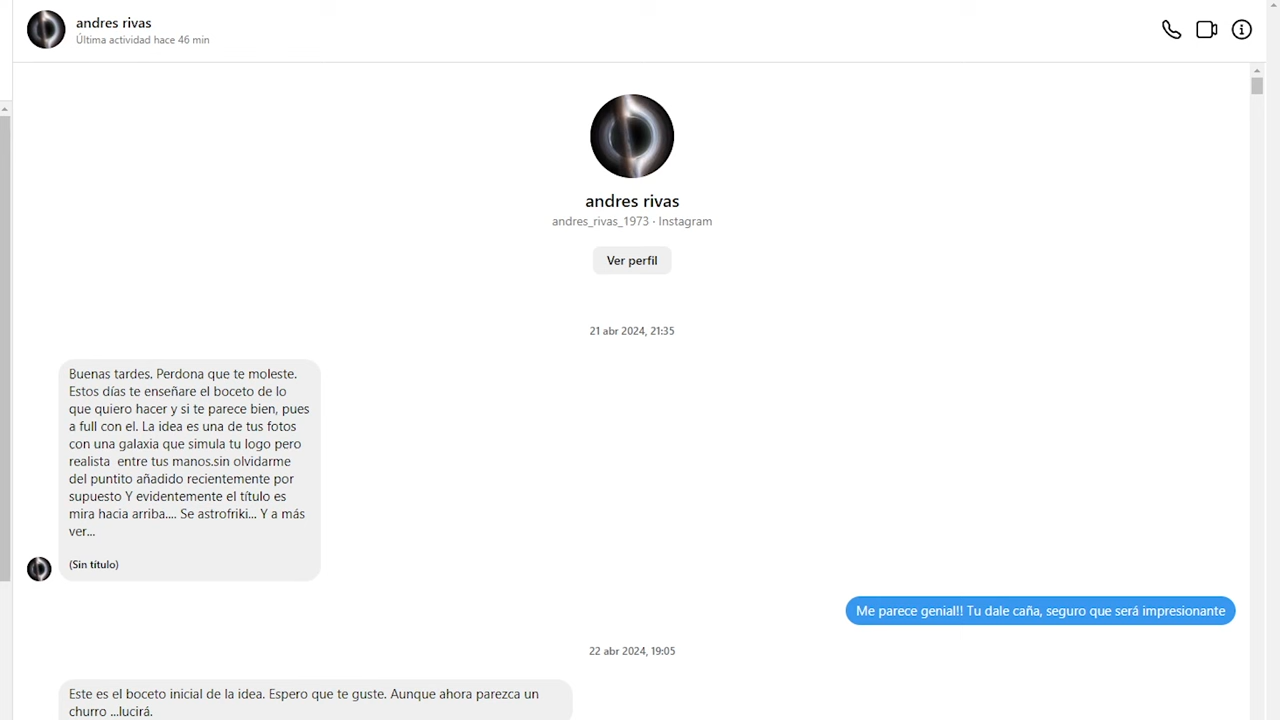 andres rivas
Última actividad hace 46 min
andres rivas
andres_rivas_1973 · Instagram
Ver perfil
21 abr 2024, 21:35
Buenas tardes. Perdona que te moleste.
Estos días te enseñare el boceto de lo
que quiero hacer y si te parece bien, pues
a full con el. La idea es una de tus fotos
con una galaxia que simula tu logo pero
realista  entre tus manos.sin olvidarme
del puntito añadido recientemente por
supuesto Y evidentemente el título es
mira hacia arriba.... Se astrofriki... Y a más
ver...
(Sin título)
Me parece genial!! Tu dale caña, seguro que será impresionante
22 abr 2024, 19:05
Este es el boceto inicial de la idea. Espero que te guste. Aunque ahora parezca un
churro ...lucirá.